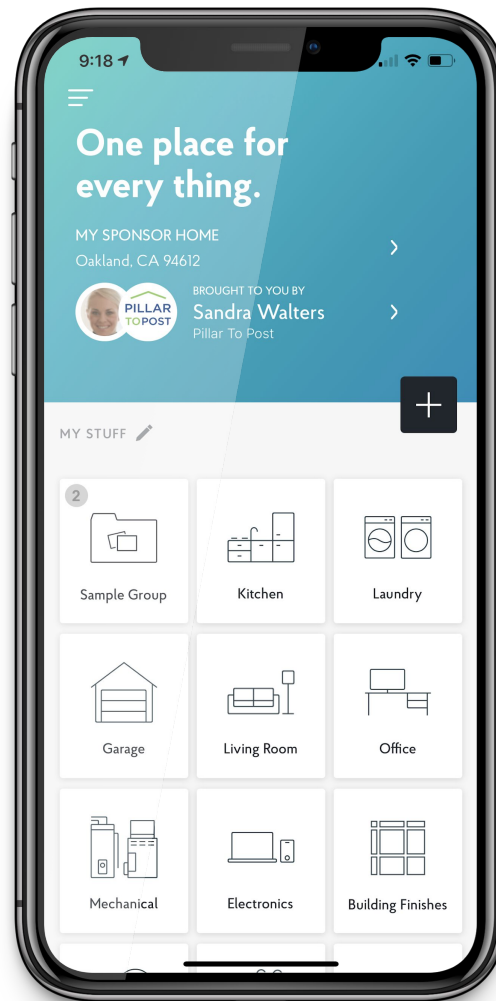 9:18
One place for
every thing.
MY SPONSOR HOME
Oakland, CA 94612
PILLAR
TO POST
BROUGHT TO YOU BY
Sandra Walters
Pillar To Post
MY STUFF
2
Sample Group
Kitchen
Laundry
Garage
Living Room
Office
Mechanical
Electronics
Building Finishes